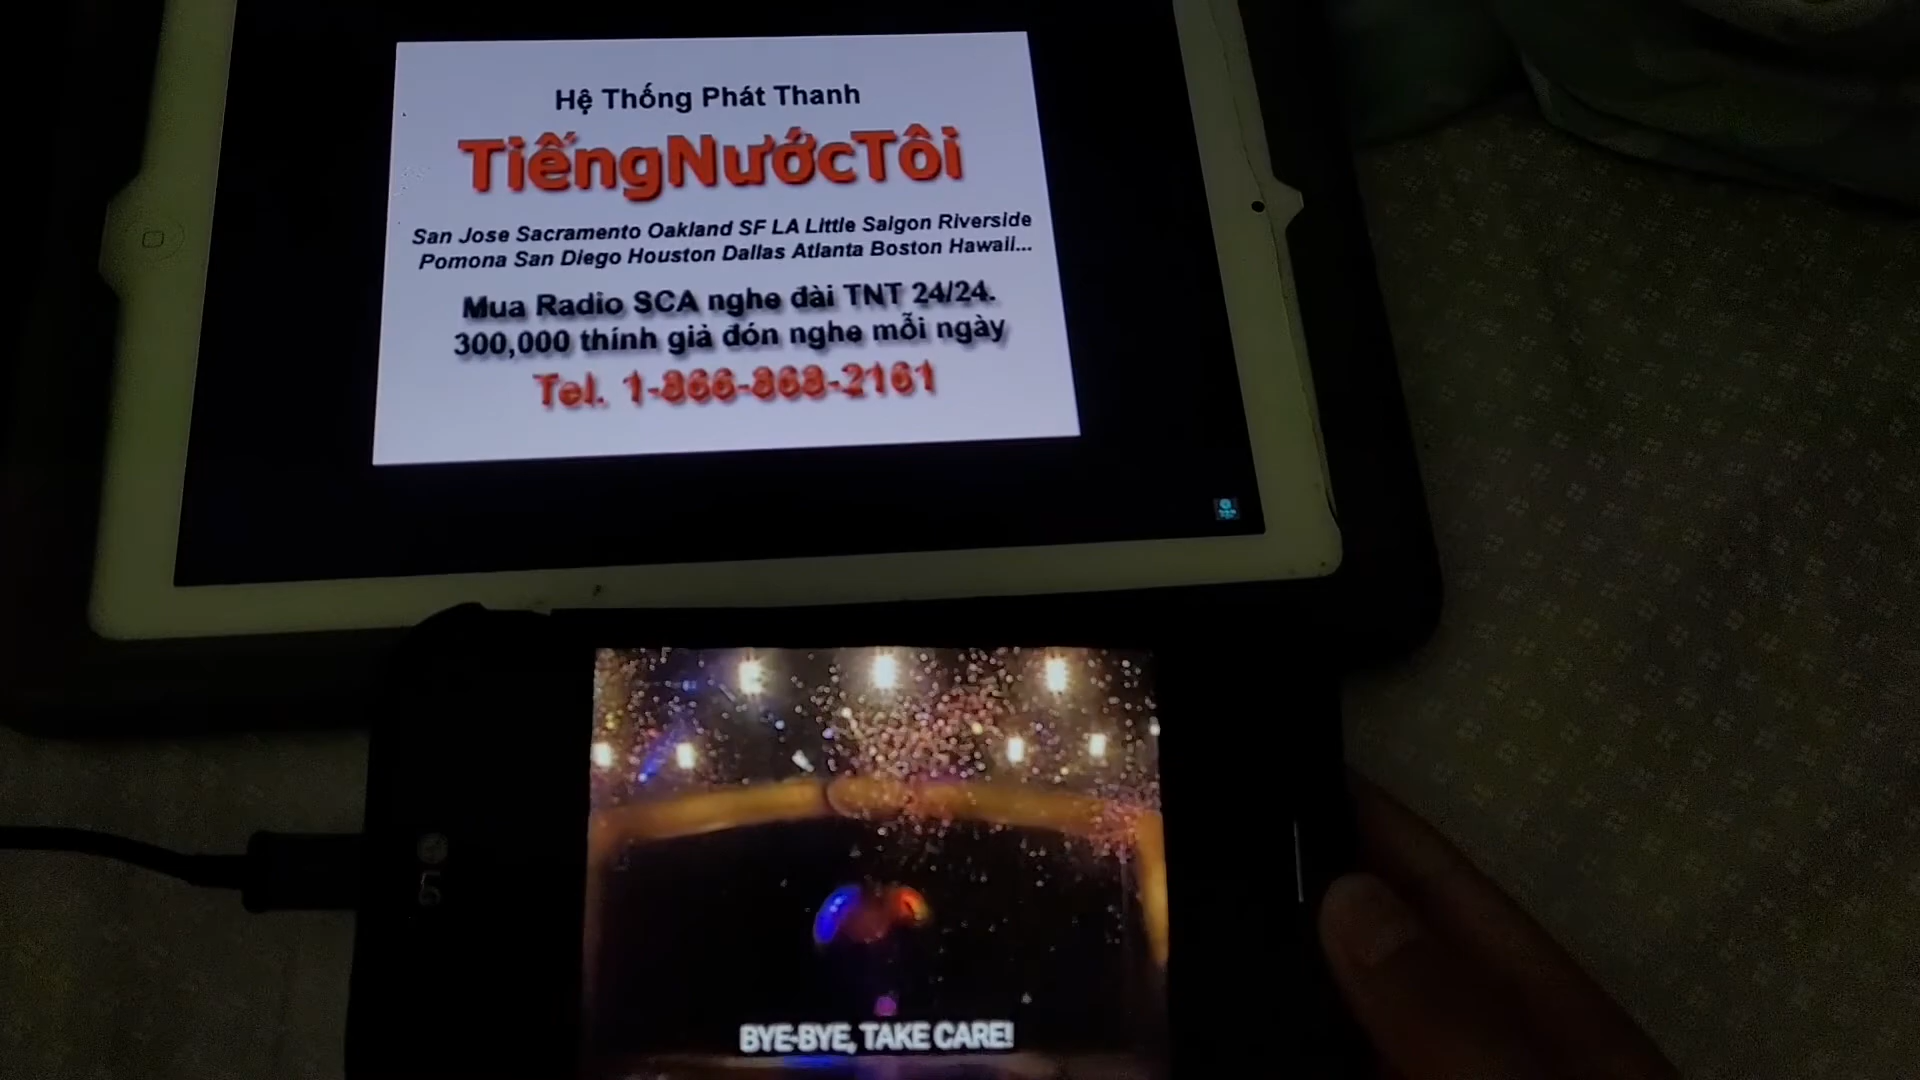 Hệ Thống Phát Thanh
TiếngNướcTôi
San Jose Sacramento Oakland SF LA Little Saigon Riverside
Pomona San Diego Houston Dallas Atlanta Boston Hawaii...
Mua Radio SCA nghe đài TNT 24/24.
300,000 thính giả đón nghe mỗi ngày
Tel. 1-866-868-2161
BYE-BYE, TAKE CARE!